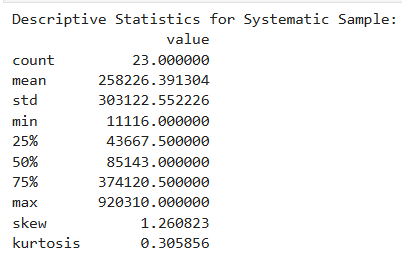 Descriptive Statistics for Systematic Sample:
value
count 23.000000
mean 258226.391304
std 303122.552226
min 11116.000000
25% 43667.500000
50% 85143.000000
75% 374120.500000
max 920310.000000
skew 1.260823
kurtosis 0.305856